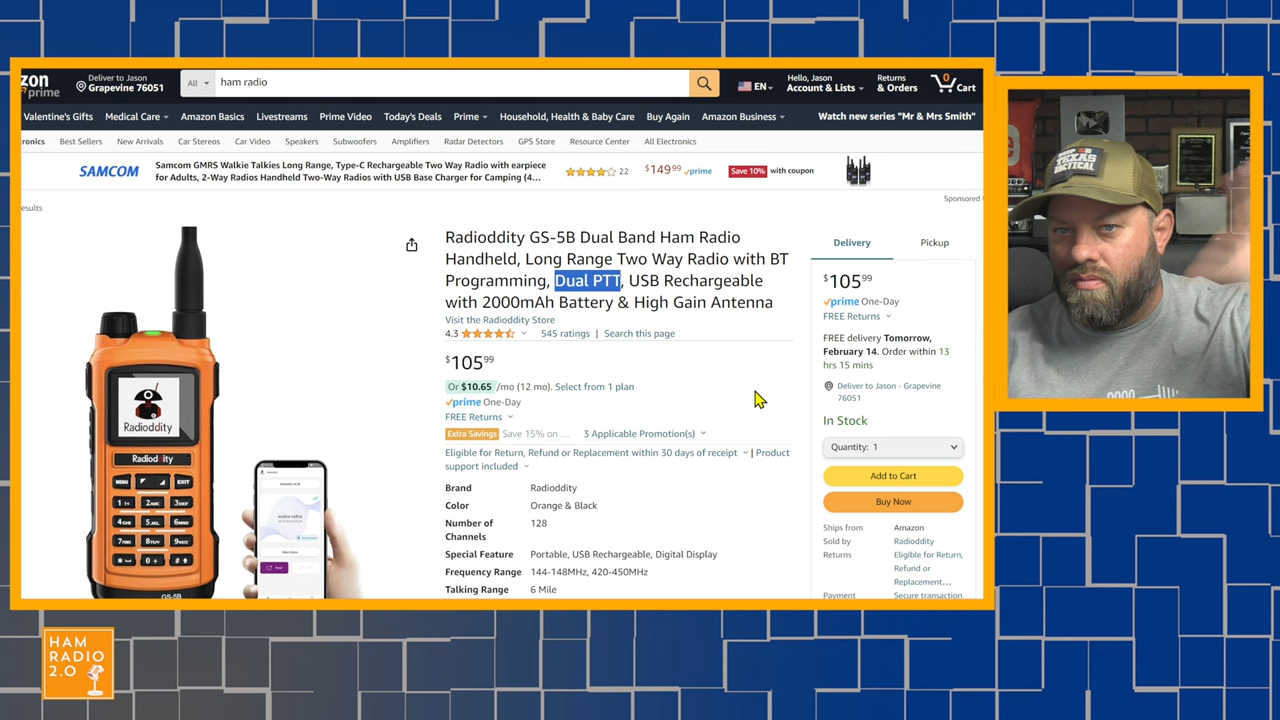 zon
prime
Deliver to Jason
Grapevine 76051
All
ham radio
EN
Hello, Jason
Account & Lists
Returns
& Orders
0
Cart
Valentine's Gifts
Medical Care
Amazon Basics
Livestreams
Prime Video
Today's Deals
Prime
Household, Health & Baby Care
Buy Again
Amazon Business
Watch new series "Mr & Mrs Smith"
ronics
Best Sellers
New Arrivals
Car Stereos
Car Video
Speakers
Subwoofers
Amplifiers
Radar Detectors
GPS Store
Resource Center
All Electronics
SAMCOM
Samcom GMRS Walkie Talkies Long Range, Type-C Rechargeable Two Way Radio with earpiece
for Adults, 2-Way Radios Handheld Two-Way Radios with USB Base Charger for Camping (4...
22
$149.99
prime
Save 10%
with coupon
Sponsored
esults
Radioddity GS-5B Dual Band Ham Radio
Handheld, Long Range Two Way Radio with BT
Programming, Dual PTT, USB Rechargeable
with 2000mAh Battery & High Gain Antenna
Visit the Radioddity Store
4.3
545 ratings | Search this page
$105.99
Or $10.65 /mo (12 mo). Select from 1 plan
prime One-Day
FREE Returns
Extra Savings Save 15% on ... 3 Applicable Promotion(s)
Eligible for Return, Refund or Replacement within 30 days of receipt | Product
support included
Brand Radioddity
Color Orange & Black
Number of
Channels
128
Special Feature Portable, USB Rechargeable, Digital Display
Frequency Range 144-148MHz, 420-450MHz
Talking Range 6 Mile
Delivery
Pickup
$105.99
prime One-Day
FREE Returns
FREE delivery Tomorrow,
February 14. Order within 13
hrs 15 mins
Deliver to Jason - Grapevine
76051
In Stock
Quantity: 1
Add to Cart
Buy Now
Ships from Amazon
Sold by Radioddity
Returns Eligible for Return,
Refund or
Replacement...
Payment Secure transaction
Radioddity
Radioddity
MENU
EXIT
GS-5B
TEXAS
TACTICAL
HAM
RADIO
2.0